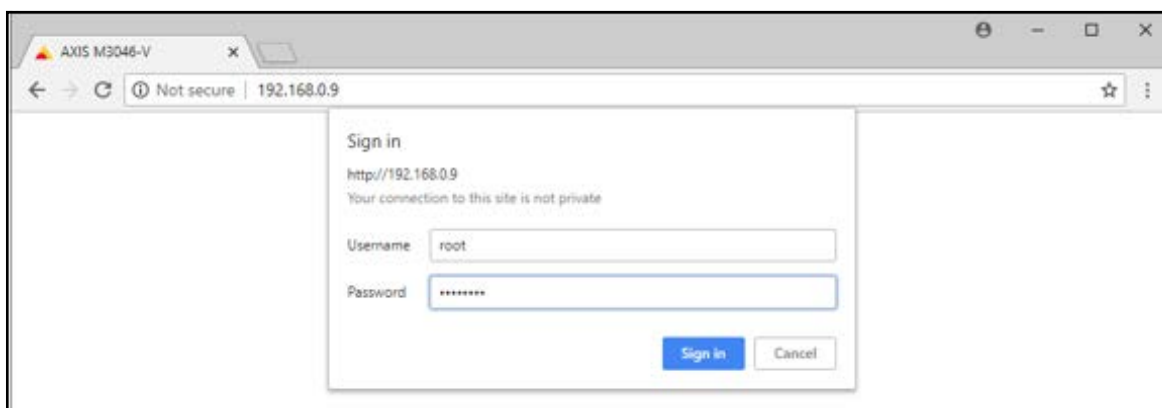 AXIS M3046-V
Not secure | 192.168.0.9
Sign in
http://192.168.0.9
Your connection to this site is not private
Username root
Password ••••••••
Sign in Cancel